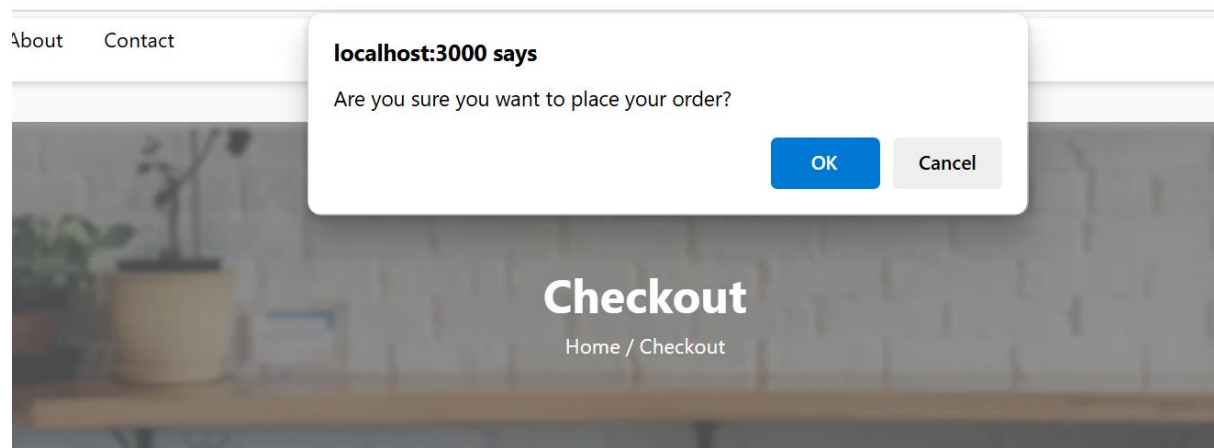 About Contact
localhost:3000 says
Are you sure you want to place your order?
OK Cancel
Checkout
Home / Checkout